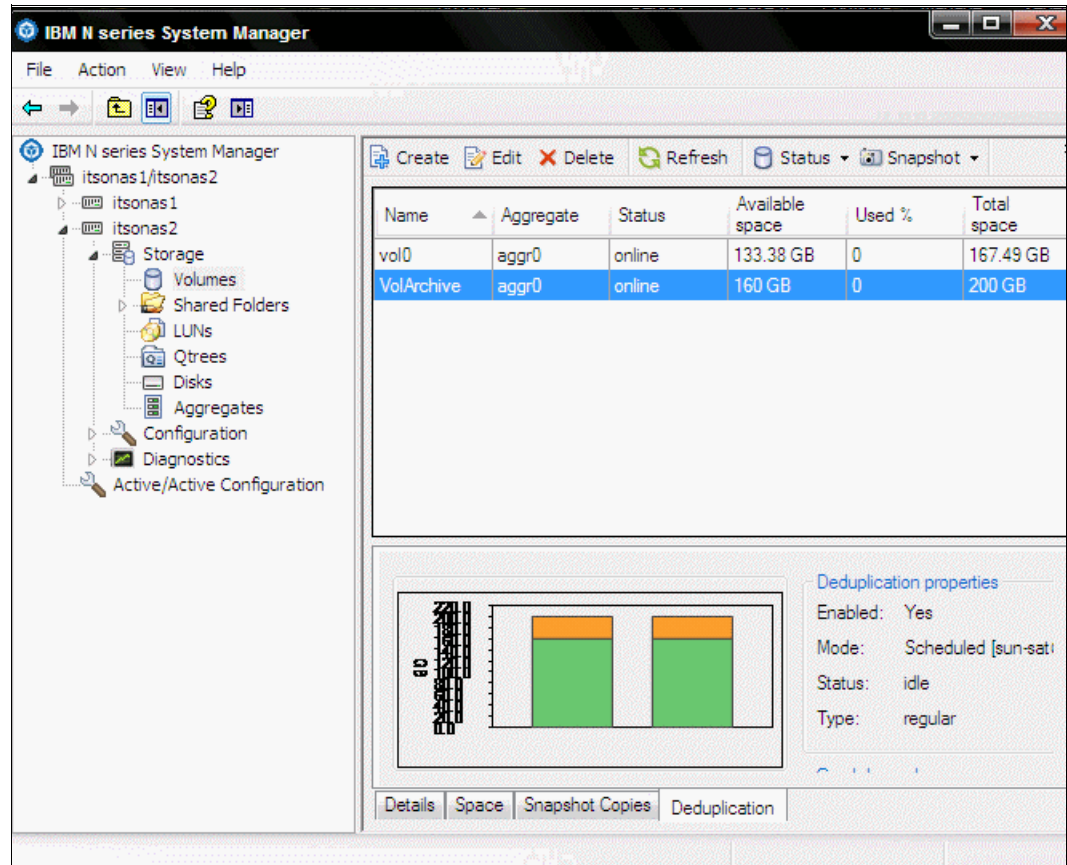 IBM N series System Manager
File Action View Help
IBM N series System Manager
itsonas1/itsonas2
itsonas1
itsonas2
Storage
Volumes
Shared Folders
LUNs
Qtrees
Disks
Aggregates
Configuration
Diagnostics
Active/Active Configuration
Create Edit Delete Refresh Status Snapshot
Name Aggregate Status Available space Used % Total space
vol0 aggr0 online 133.38 GB 0 167.49 GB
VolArchive aggr0 online 160 GB 0 200 GB
GB
Deduplication properties
Enabled: Yes
Mode: Scheduled [sun-sat
Status: idle
Type: regular
Details Space Snapshot Copies Deduplication